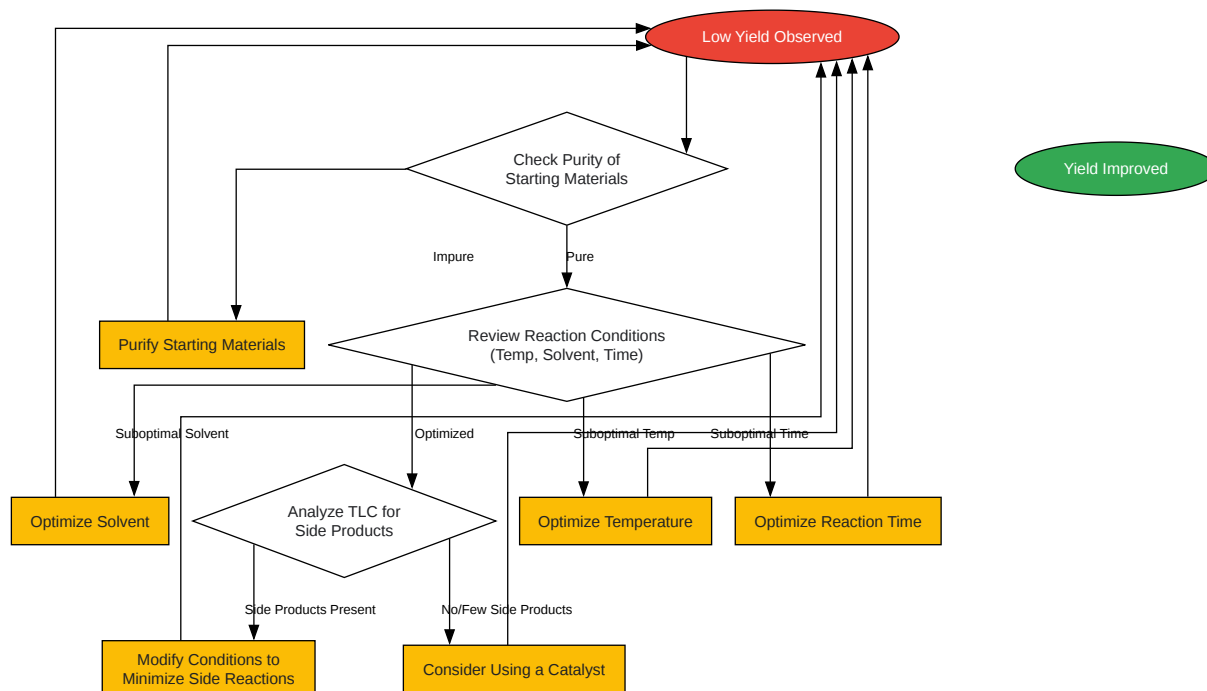 Low Yield Observed
Check Purity of
Starting Materials
Yield Improved
Impure
Pure
Purify Starting Materials
Review Reaction Conditions
(Temp, Solvent, Time)
Suboptimal Solvent
Optimized
Suboptimal Temp
Suboptimal Time
Optimize Solvent
Analyze TLC for
Side Products
Optimize Temperature
Optimize Reaction Time
Side Products Present
No/Few Side Products
Modify Conditions to
Minimize Side Reactions
Consider Using a Catalyst